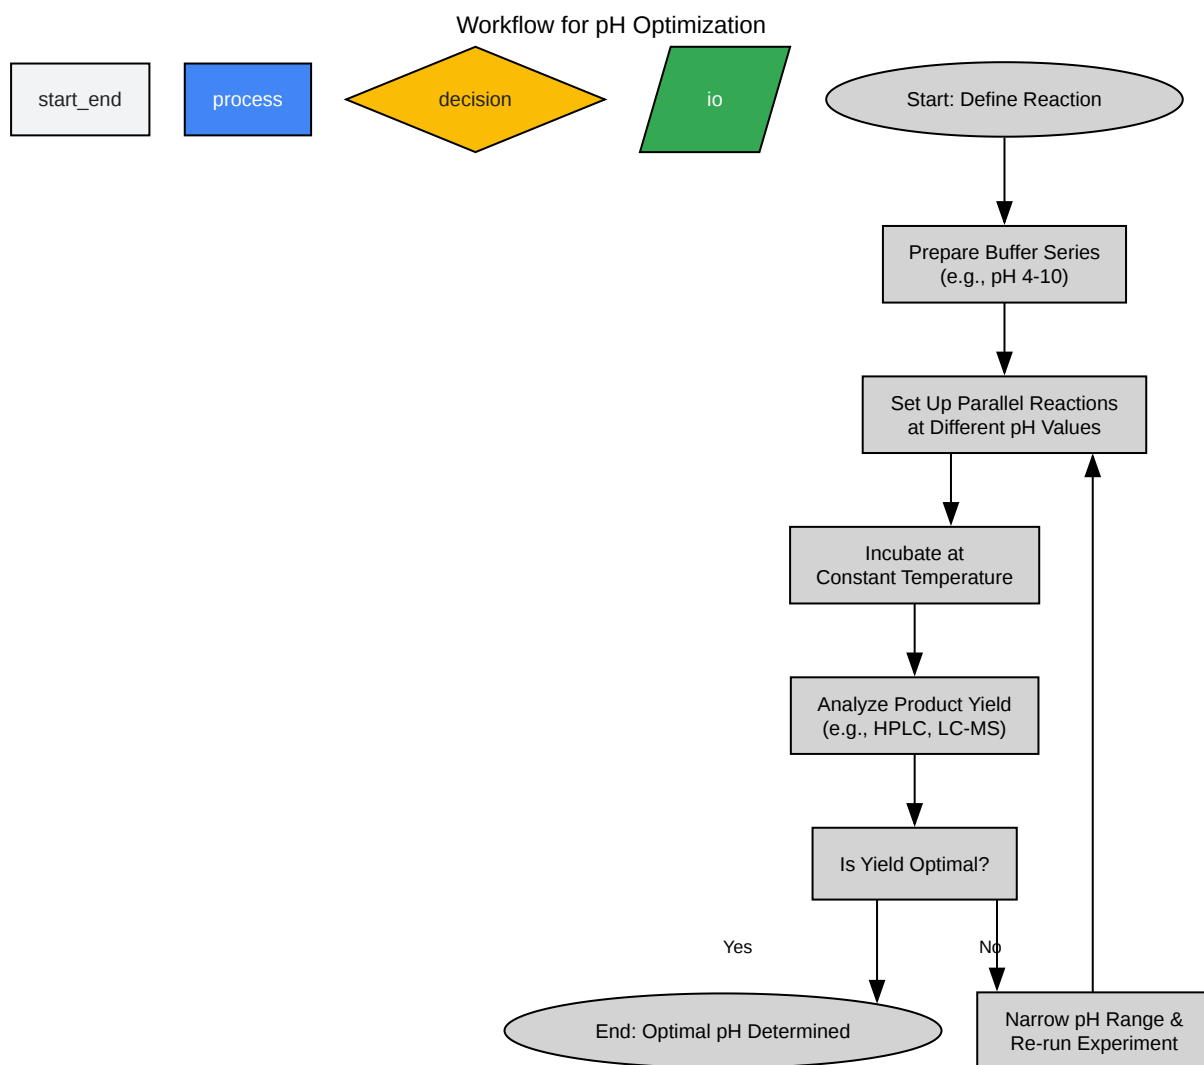 Workflow for pH Optimization
start_end
process
decision
io
Start: Define Reaction
Prepare Buffer Series
(e.g., pH 4-10)
Set Up Parallel Reactions
at Different pH Values
Incubate at
Constant Temperature
Analyze Product Yield
(e.g., HPLC, LC-MS)
Is Yield Optimal?
Yes
No
End: Optimal pH Determined
Narrow pH Range &
Re-run Experiment